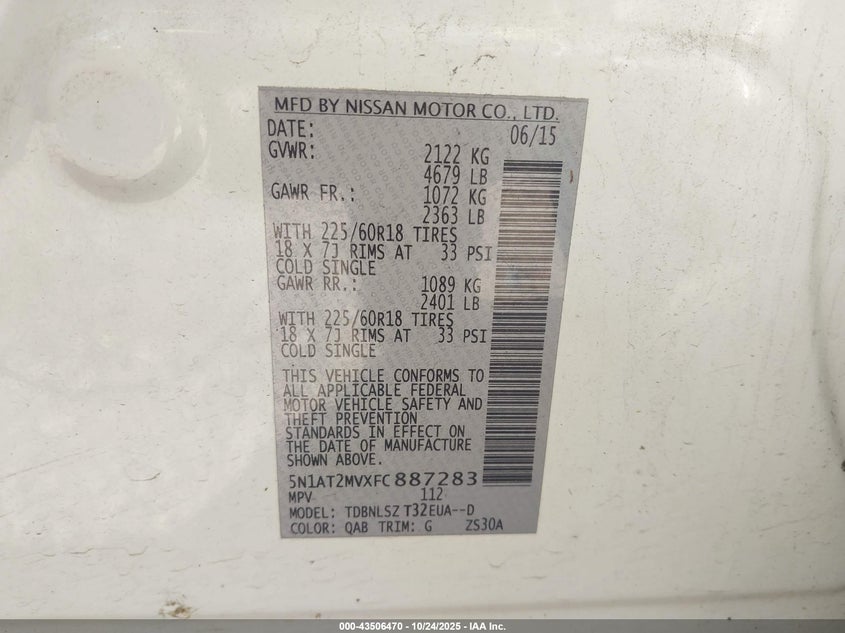 MFD BY NISSAN MOTOR CO., LTD.
DATE: 06/15
GVWR: 2122 KG
4679 LB
GAWR FR.: 1072 KG
2363 LB
WITH 225/60R18 TIRES
18 X 7J RIMS AT 33 PSI
COLD SINGLE
GAWR RR.: 1089 KG
2401 LB
WITH 225/60R18 TIRES
18 X 7J RIMS AT 33 PSI
COLD SINGLE
THIS VEHICLE CONFORMS TO
ALL APPLICABLE FEDERAL
MOTOR VEHICLE SAFETY AND
THEFT PREVENTION
STANDARDS IN EFFECT ON
THE DATE OF MANUFACTURE
SHOWN ABOVE.
5N1AT2MVXFC887283
MPV 112
MODEL: TDBNLSZ T32EUA--D
COLOR: QAB TRIM: G ZS30A
000-43506470 - 10/24/2025 - IAA Inc.